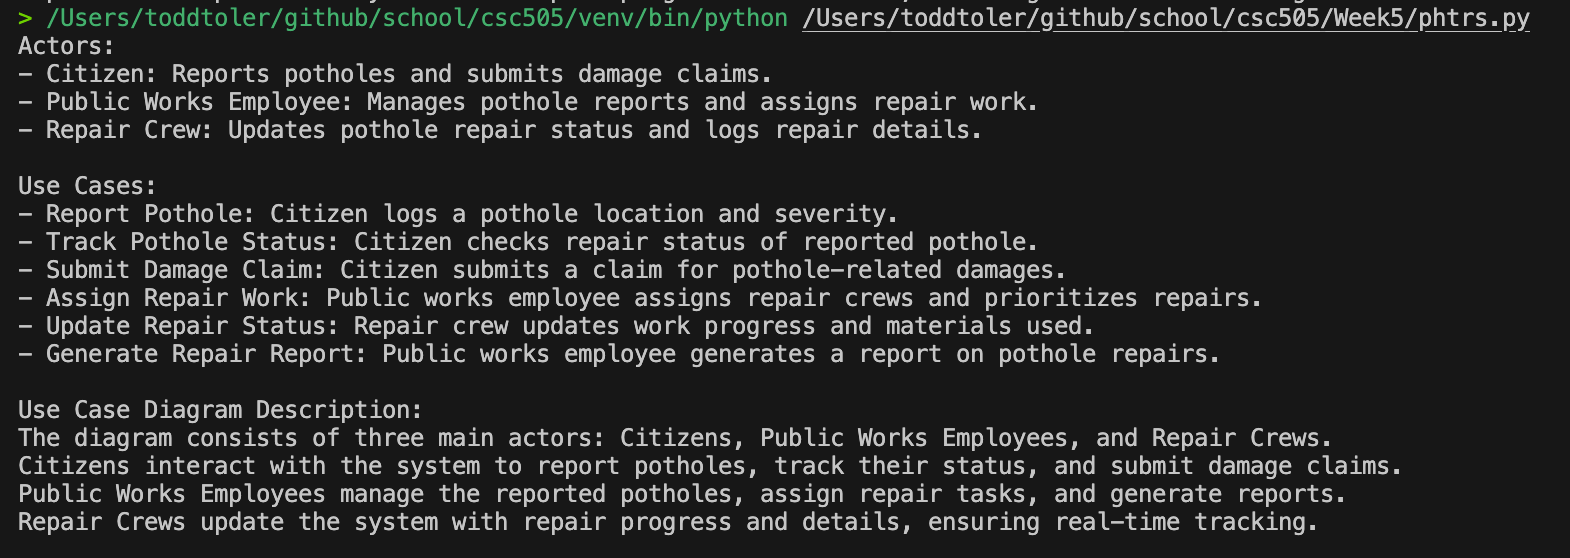 > /Users/toddtoler/github/school/csc505/venv/bin/python /Users/toddtoler/github/school/csc505/Week5/phtrs.py
Actors:
- Citizen: Reports potholes and submits damage claims.
- Public Works Employee: Manages pothole reports and assigns repair work.
- Repair Crew: Updates pothole repair status and logs repair details.

Use Cases:
- Report Pothole: Citizen logs a pothole location and severity.
- Track Pothole Status: Citizen checks repair status of reported pothole.
- Submit Damage Claim: Citizen submits a claim for pothole-related damages.
- Assign Repair Work: Public works employee assigns repair crews and prioritizes repairs.
- Update Repair Status: Repair crew updates work progress and materials used.
- Generate Repair Report: Public works employee generates a report on pothole repairs.

Use Case Diagram Description:
The diagram consists of three main actors: Citizens, Public Works Employees, and Repair Crews.
Citizens interact with the system to report potholes, track their status, and submit damage claims.
Public Works Employees manage the reported potholes, assign repair tasks, and generate reports.
Repair Crews update the system with repair progress and details, ensuring real-time tracking.